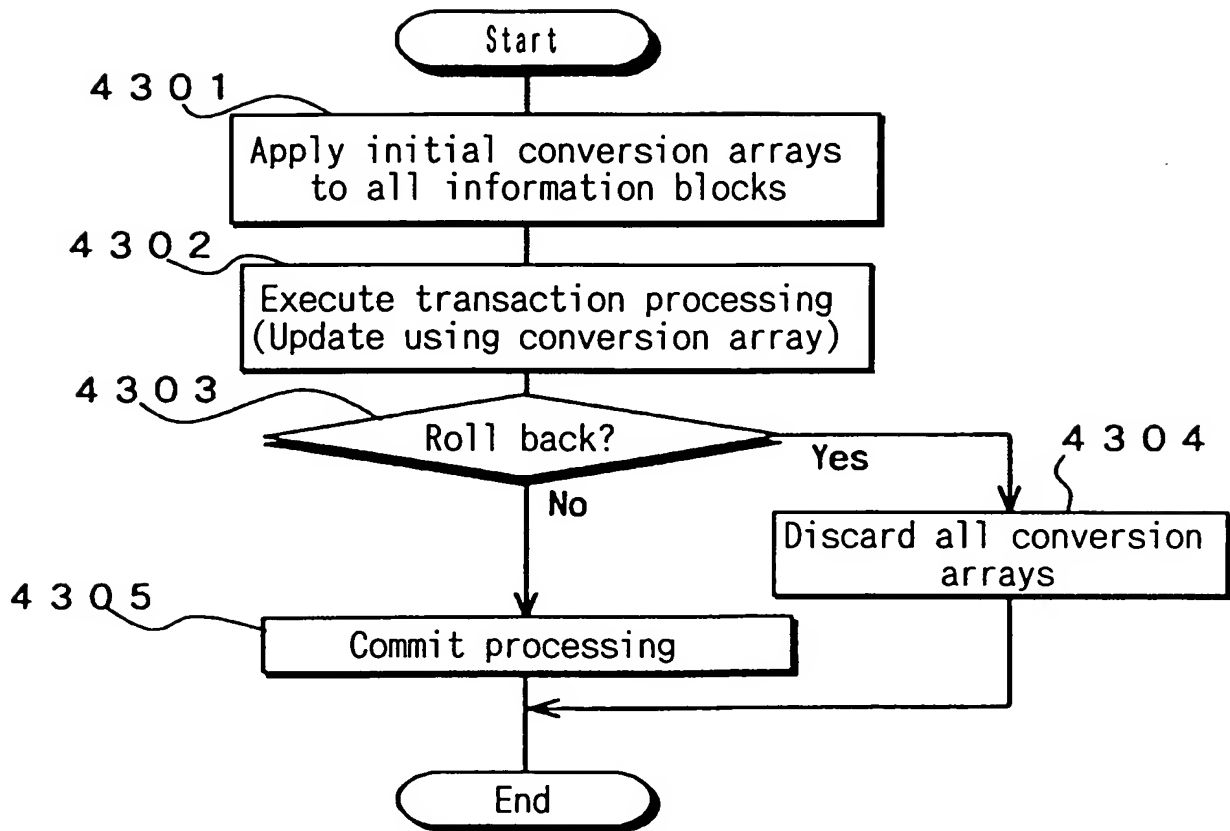 Start
4301
Apply initial conversion arrays
to all information blocks
4302
Execute transaction processing
(Update using conversion array)
4303
Roll back?
Yes
No
4304
Discard all conversion
arrays
4305
Commit processing
End